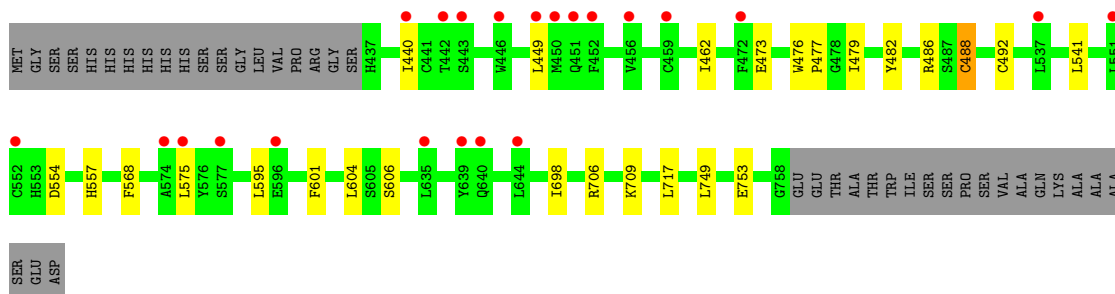 MET GLY SER SER HIS HIS HIS HIS HIS HIS SER SER GLY LEU VAL PRO ARG GLY SER H437 I440 C441 T442 S443 W446 L449 M450 Q451 F452 V456 C459 I462 F472 E473 W476 P477 G478 I479 Y482 R486 S487 C488 C492 L537 L541 L551
C552 H553 D554 H557 F568 A574 L575 Y576 S577 L595 E596 F601 L604 S605 S606 L635 Y639 Q640 L644 I698 R706 K709 L717 L749 E753 G758 GLU GLU THR ALA THR TRP ILE SER SER PRO SER VAL ALA GLN LYS ALA ALA ALA
SER GLU ASP